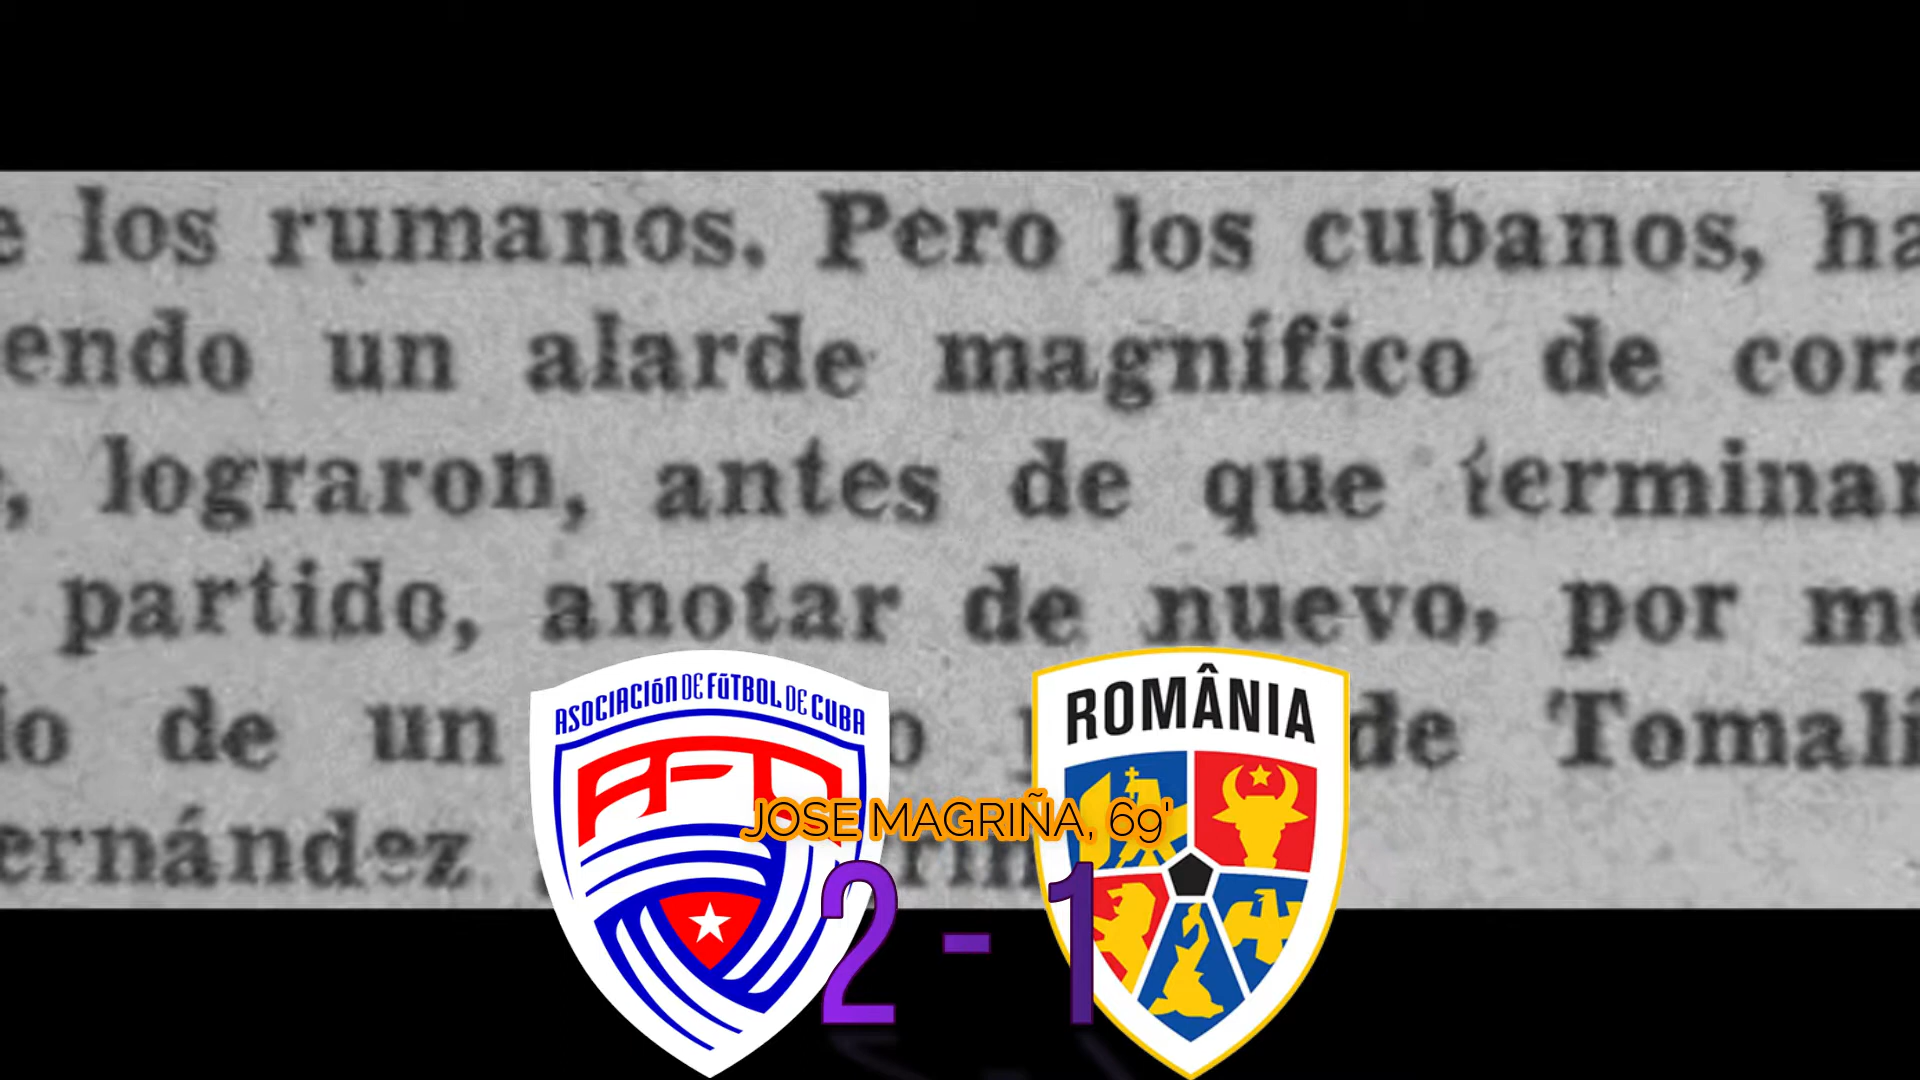 e los rumanos. Pero los cubanos, ha
endo un alarde magnífico de cora
, lograron, antes de que terminar
partido, anotar de nuevo, por me
do de un o de Tomali
ernández
ASOCIACIÓN DE FÚTBOL DE CUBA
ROMÂNIA
JOSE MAGRIÑA, 69'
2 - 1